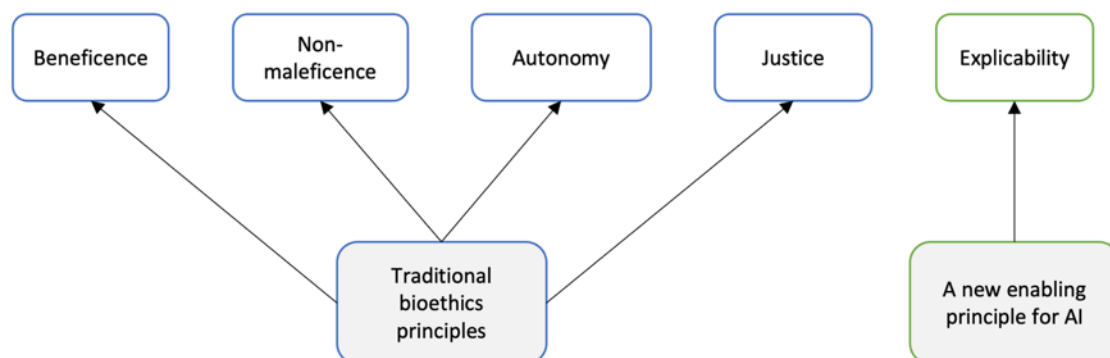 Beneficence
Non-
maleficence
Autonomy
Justice
Explicability
Traditional
bioethics
principles
A new enabling
principle for AI